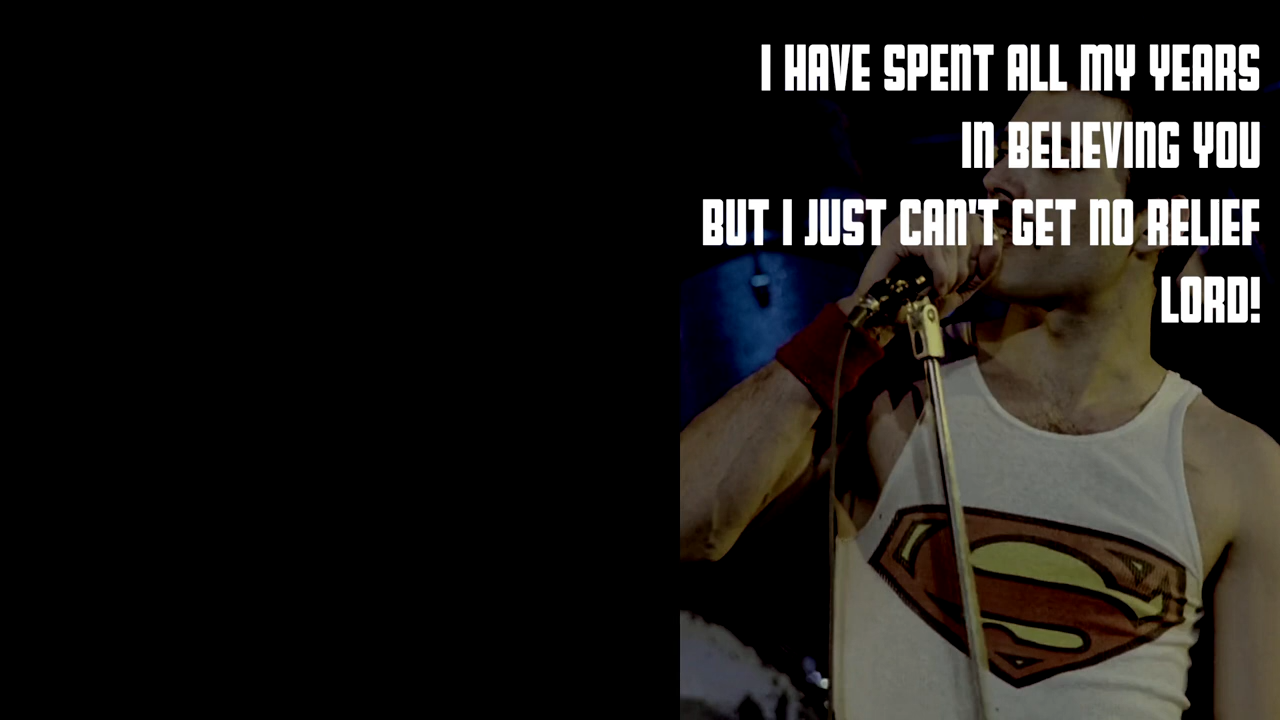 I HAVE SPENT ALL MY YEARS
IN BELIEVING YOU
BUT I JUST CAN'T GET NO RELIEF
LORD!